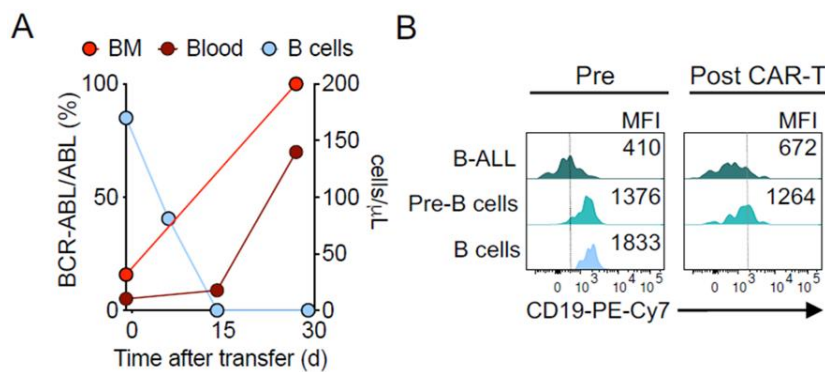 A
BM Blood B cells
BCR-ABL/ABL (%)
100
50
0
200
150
100
50
0
cells/μL
0 15 30
Time after transfer (d)
B
Pre Post CAR-T
MFI MFI
B-ALL 410 672
Pre-B cells 1376 1264
B cells 1833
0 10³ 10⁴ 10⁵ 0 10³ 10⁴ 10⁵
CD19-PE-Cy7